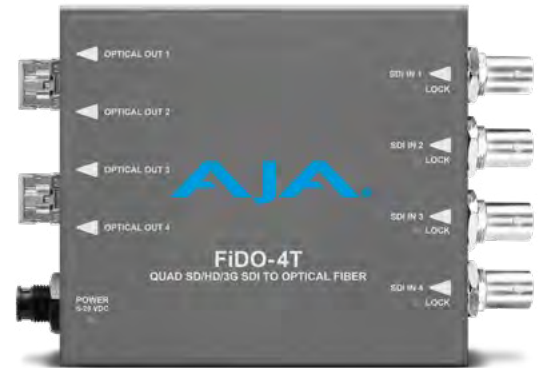 OPTICAL OUT 1
OPTICAL OUT 2
OPTICAL OUT 3
OPTICAL OUT 4
SDI IN 1
LOCK
SDI IN 2
LOCK
SDI IN 3
LOCK
SDI IN 4
LOCK
AJA
FiDO-4T
QUAD SD/HD/3G SDI TO OPTICAL FIBER
POWER
VDC